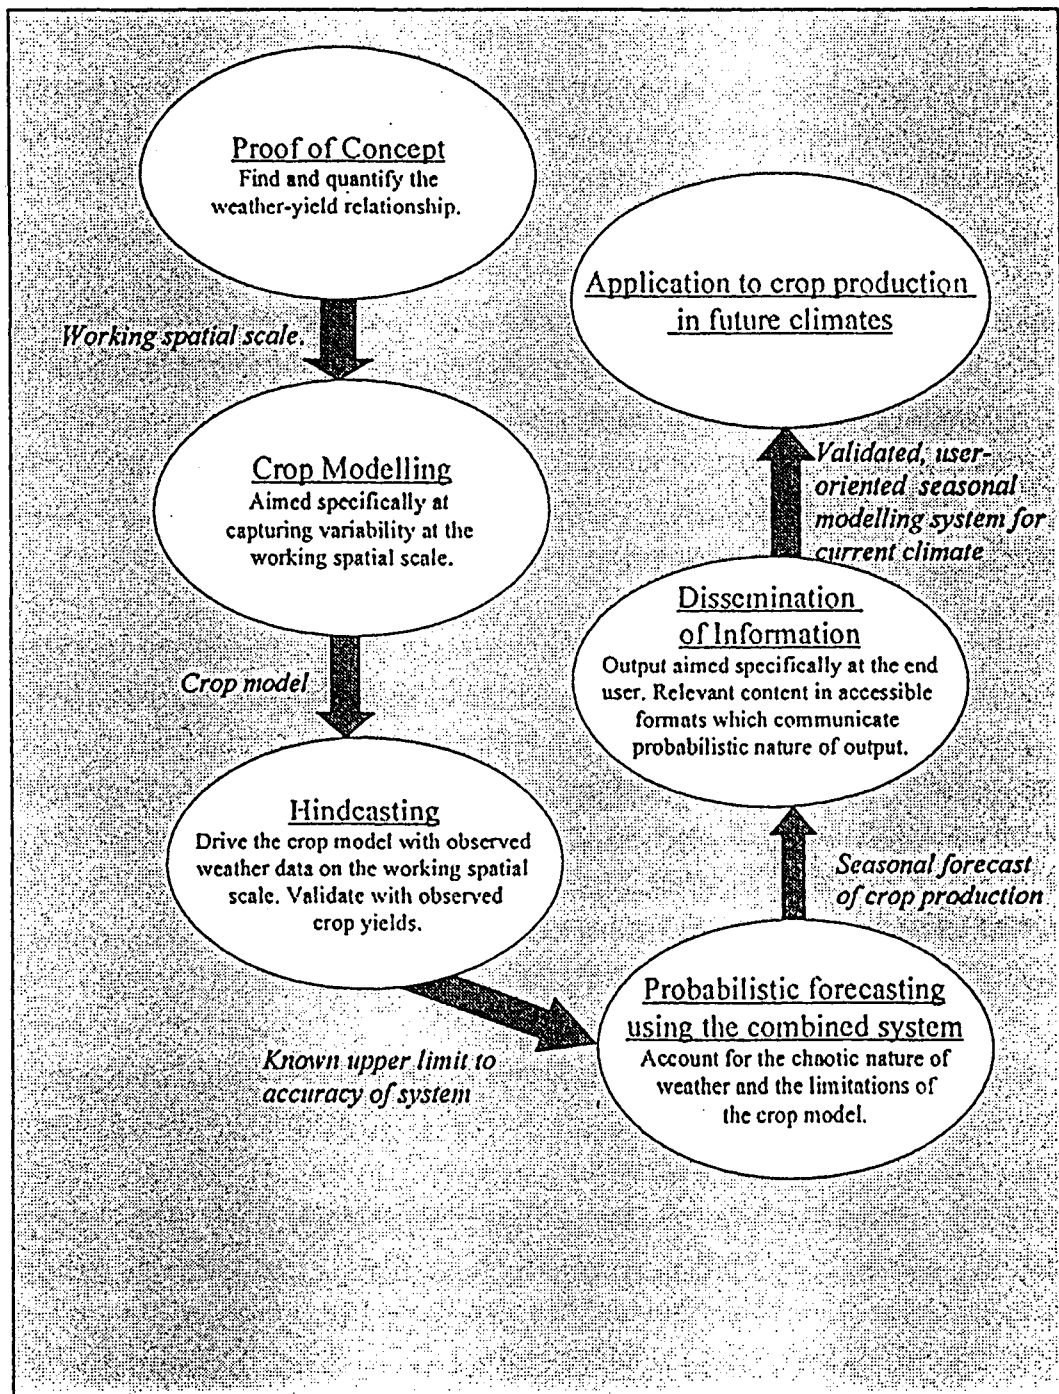 Proof of Concept
Find and quantify the
weather-yield relationship.
Working spatial scale.
Crop Modelling
Aimed specifically at
capturing variability at the
working spatial scale.
Crop model
Hindcasting
Drive the crop model with observed
weather data on the working spatial
scale. Validate with observed
crop yields.
Known upper limit to
accuracy of system
Probabilistic forecasting
using the combined system
Account for the chaotic nature of
weather and the limitations of
the crop model.
Seasonal forecast
of crop production
Dissemination
of Information
Output aimed specifically at the end
user. Relevant content in accessible
formats which communicate
probabilistic nature of output.
Validated, user-
oriented seasonal
modelling system for
current climate
Application to crop production
in future climates